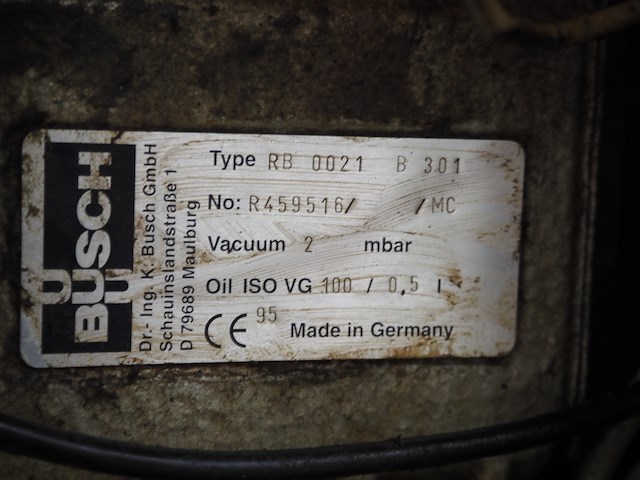 BUSCH
Dr.- Ing. K. Busch GmbH
Schauinslandstraße 1
D 79689 Maulburg
Type RB 0021 B 301
No: R459516/ /MC
Vacuum 2 mbar
Oil ISO VG 100 / 0,5 l
CE 95 Made in Germany